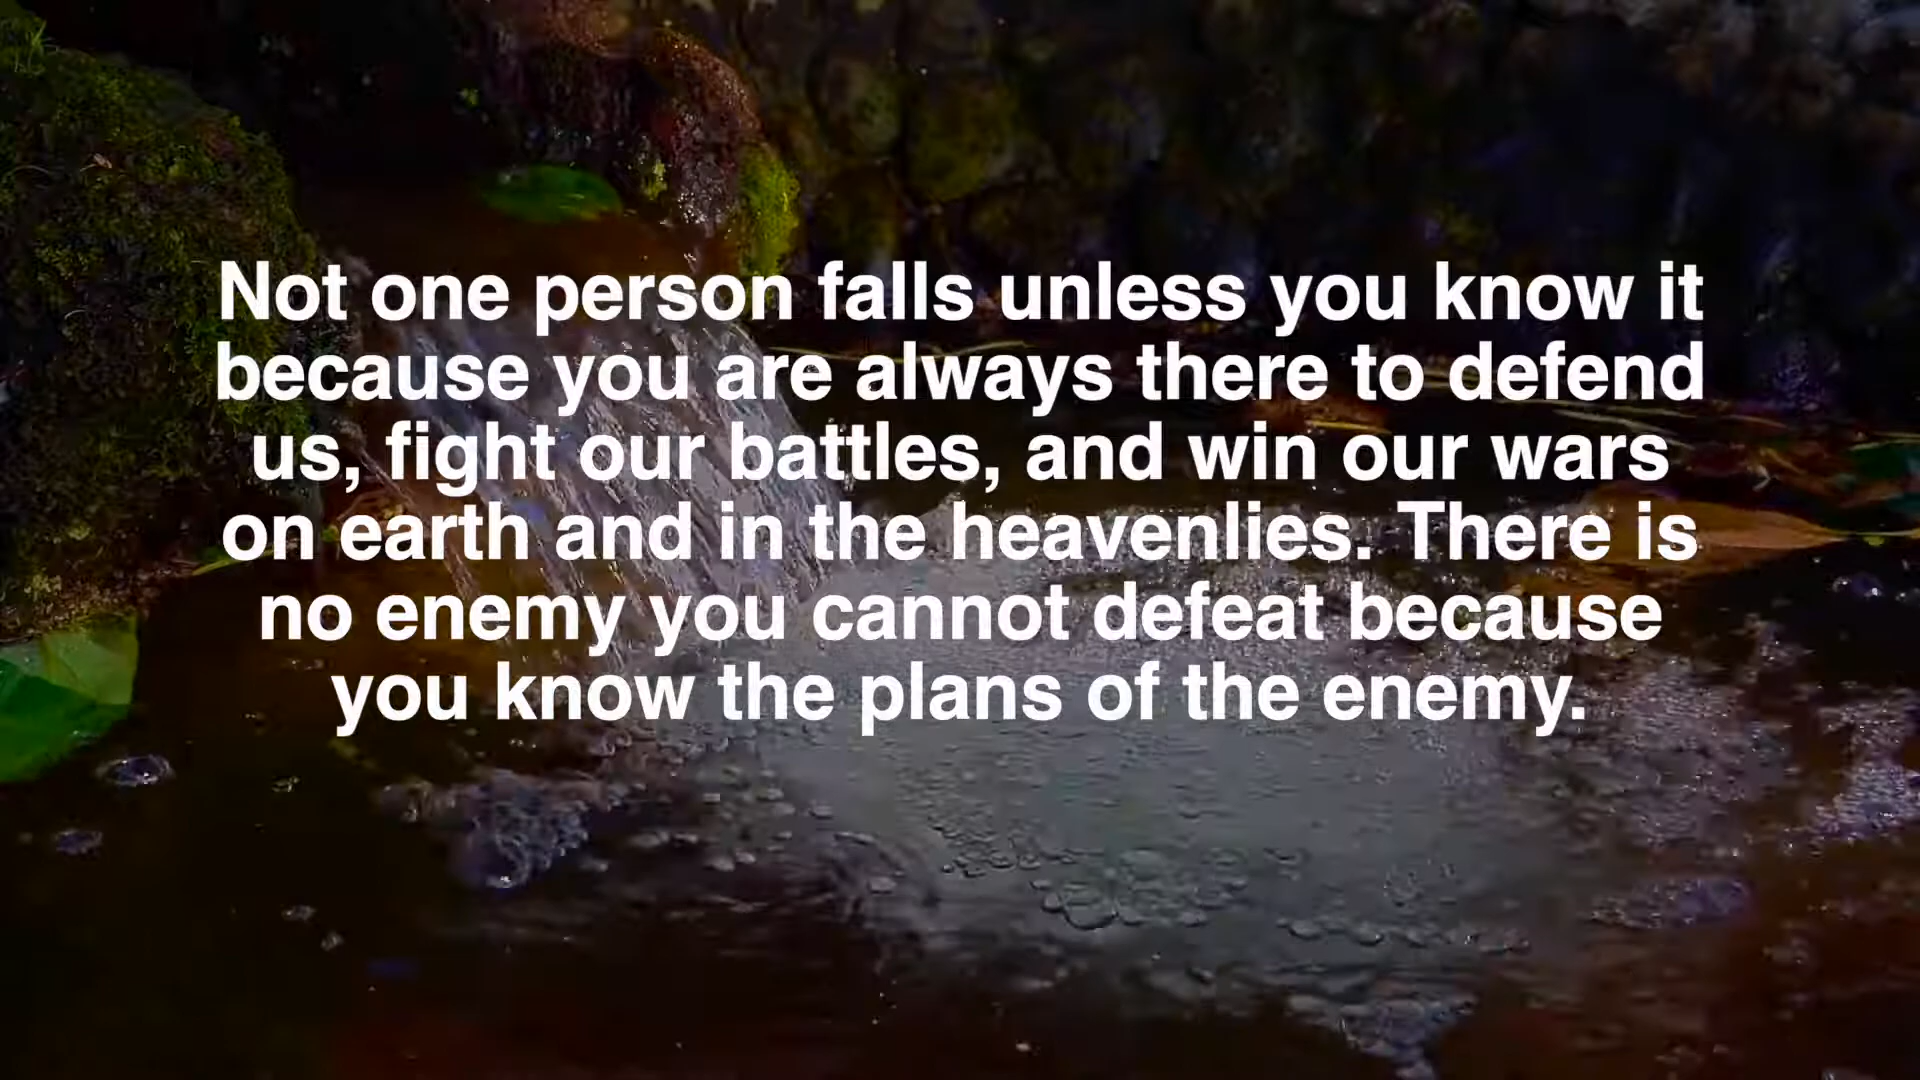 Not one person falls unless you know it
because you are always there to defend
us, fight our battles, and win our wars
on earth and in the heavenlies. There is
no enemy you cannot defeat because
you know the plans of the enemy.